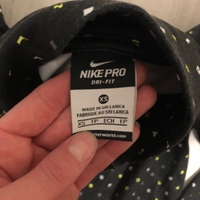 NIKE PRO
DRI-FIT
XS
MADE IN SRI LANKA
FABRIQUÉ AU SRI LANKA